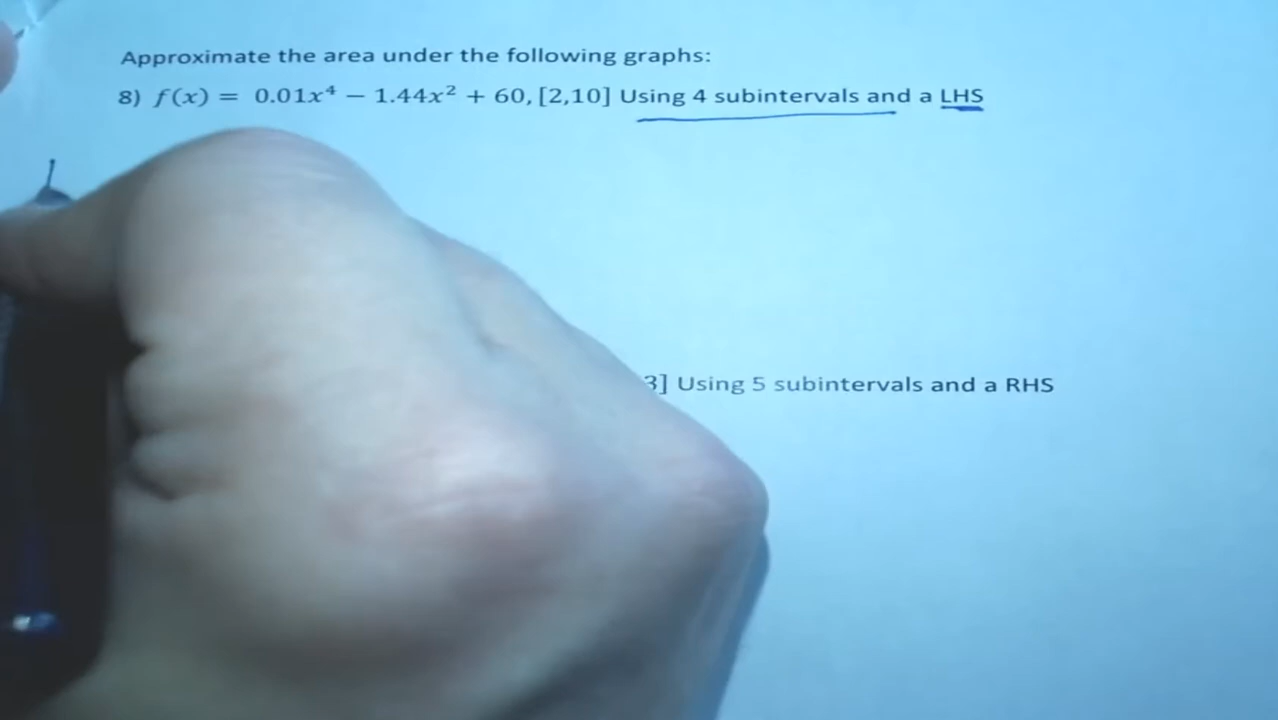 Approximate the area under the following graphs:
8) f(x) = 0.01x⁴ − 1.44x² + 60, [2,10] Using 4 subintervals and a LHS
3] Using 5 subintervals and a RHS